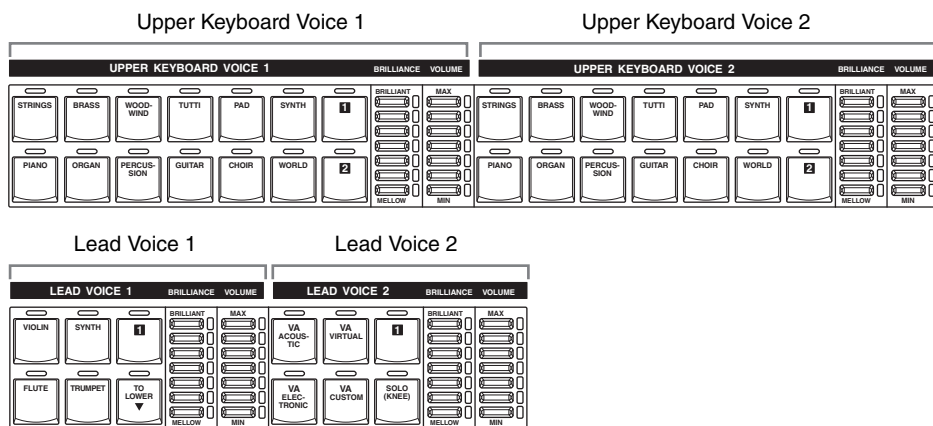 Upper Keyboard Voice 1 Upper Keyboard Voice 2
UPPER KEYBOARD VOICE 1 BRILLIANCE VOLUME UPPER KEYBOARD VOICE 2 BRILLIANCE VOLUME
BRILLIANT MAX BRILLIANT MAX
STRINGS BRASS WOOD-WIND TUTTI PAD SYNTH 1 STRINGS BRASS WOOD-WIND TUTTI PAD SYNTH 1
PIANO ORGAN PERCUS-SION GUITAR CHOIR WORLD 2 PIANO ORGAN PERCUS-SION GUITAR CHOIR WORLD 2
MELLOW MIN MELLOW MIN
Lead Voice 1 Lead Voice 2
LEAD VOICE 1 BRILLIANCE VOLUME LEAD VOICE 2 BRILLIANCE VOLUME
BRILLIANT MAX BRILLIANT MAX
VIOLIN SYNTH 1 VA ACOUS-TIC VA VIRTUAL 1
FLUTE TRUMPET TO LOWER ▼ VA ELEC-TRONIC VA CUSTOM SOLO (KNEE)
MELLOW MIN MELLOW MIN